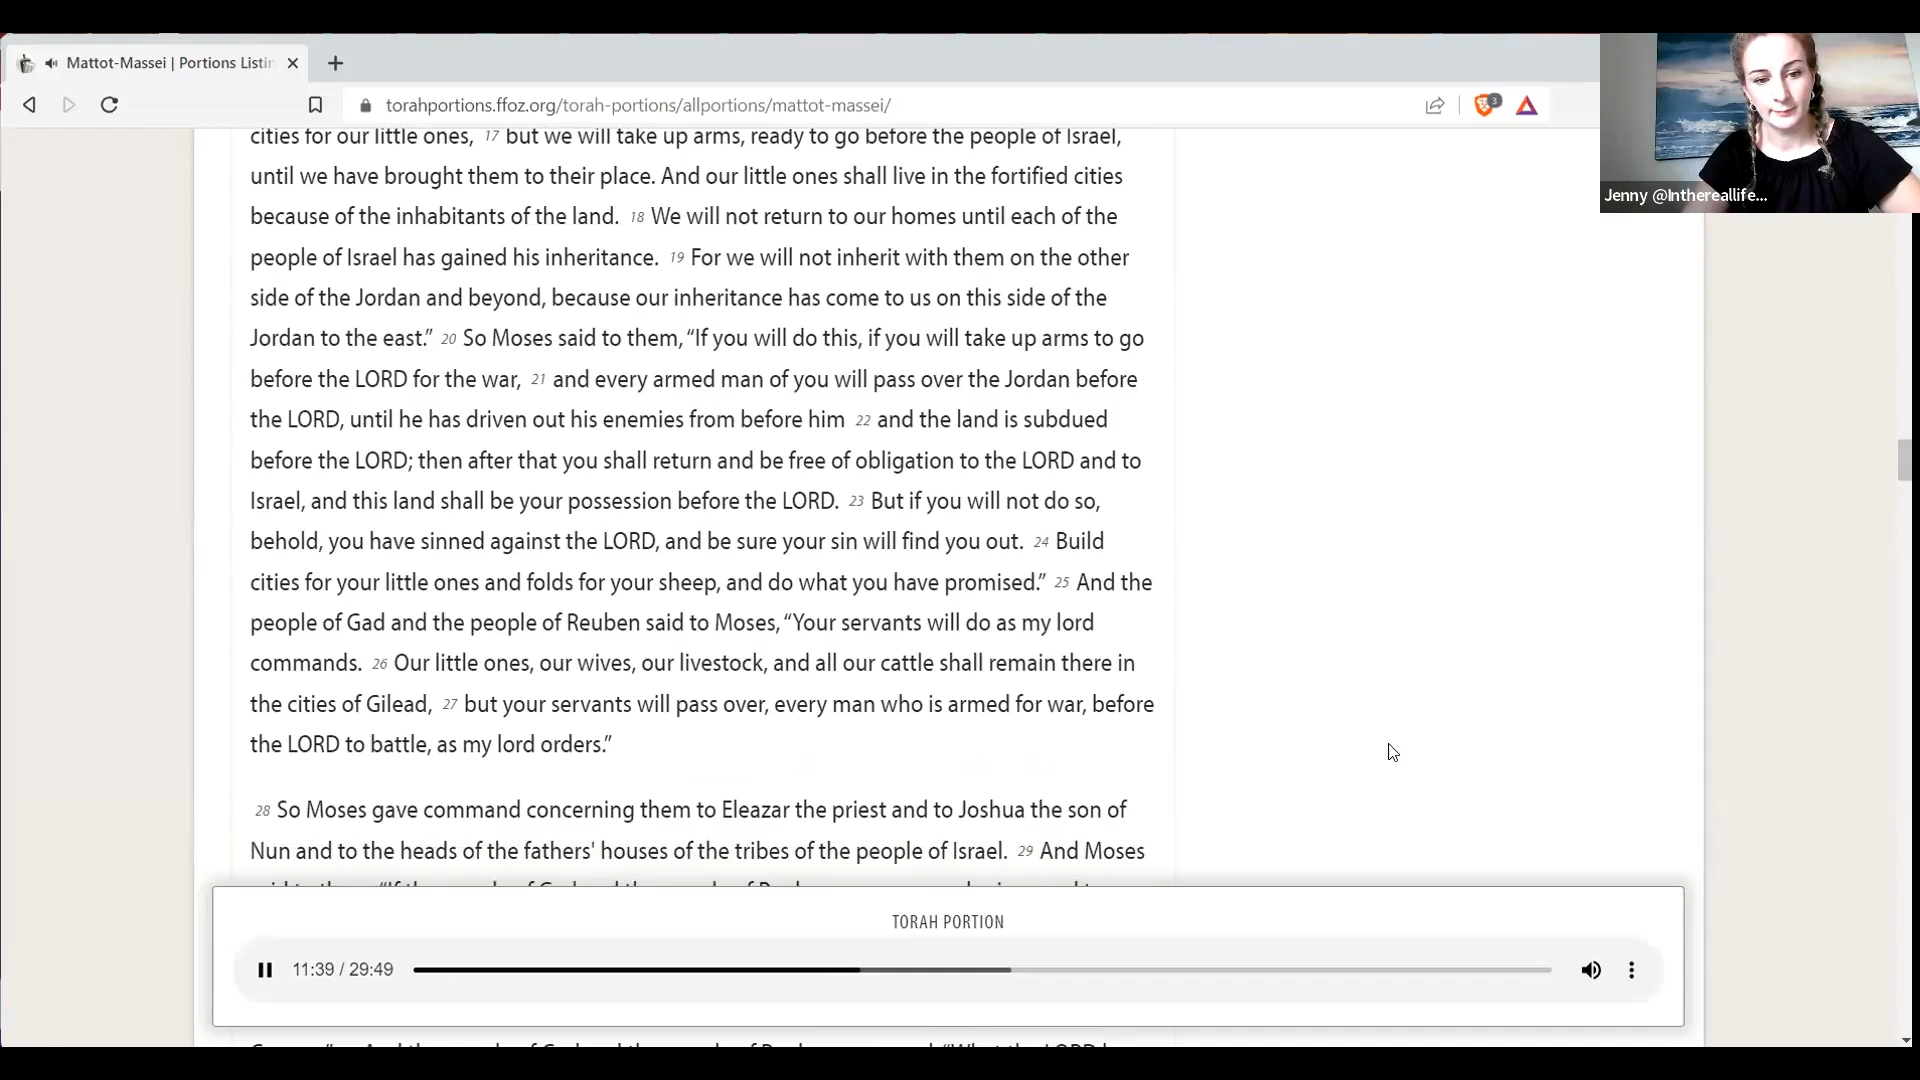 Mattot-Massei | Portions Listin
torahportions.ffoz.org/torah-portions/allportions/mattot-massei/
3
Jenny @Inthereallife...
cities for our little ones, 17 but we will take up arms, ready to go before the people of Israel,
until we have brought them to their place. And our little ones shall live in the fortified cities
because of the inhabitants of the land. 18 We will not return to our homes until each of the
people of Israel has gained his inheritance. 19 For we will not inherit with them on the other
side of the Jordan and beyond, because our inheritance has come to us on this side of the
Jordan to the east.” 20 So Moses said to them, “If you will do this, if you will take up arms to go
before the LORD for the war, 21 and every armed man of you will pass over the Jordan before
the LORD, until he has driven out his enemies from before him 22 and the land is subdued
before the LORD; then after that you shall return and be free of obligation to the LORD and to
Israel, and this land shall be your possession before the LORD. 23 But if you will not do so,
behold, you have sinned against the LORD, and be sure your sin will find you out. 24 Build
cities for your little ones and folds for your sheep, and do what you have promised.” 25 And the
people of Gad and the people of Reuben said to Moses, “Your servants will do as my lord
commands. 26 Our little ones, our wives, our livestock, and all our cattle shall remain there in
the cities of Gilead, 27 but your servants will pass over, every man who is armed for war, before
the LORD to battle, as my lord orders.”
28 So Moses gave command concerning them to Eleazar the priest and to Joshua the son of
Nun and to the heads of the fathers' houses of the tribes of the people of Israel. 29 And Moses
TORAH PORTION
11:39 / 29:49